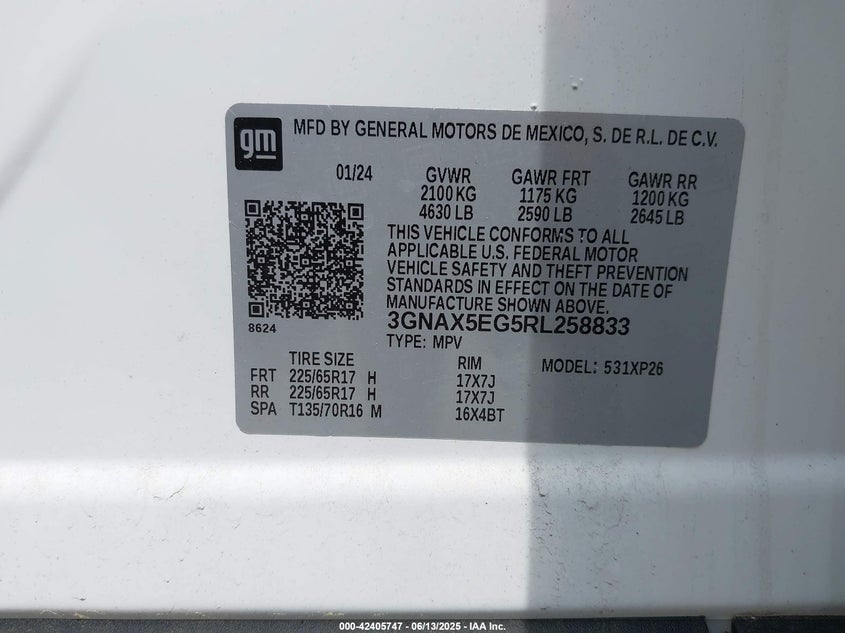 gm
MFD BY GENERAL MOTORS DE MEXICO, S. DE R.L. DE C.V.
01/24 GVWR GAWR FRT GAWR RR
2100 KG 1175 KG 1200 KG
4630 LB 2590 LB 2645 LB
THIS VEHICLE CONFORMS TO ALL
APPLICABLE U.S. FEDERAL MOTOR
VEHICLE SAFETY AND THEFT PREVENTION
STANDARDS IN EFFECT ON THE DATE OF
MANUFACTURE SHOWN ABOVE.
8624
3GNAX5EG5RL258833
TYPE: MPV
TIRE SIZE RIM MODEL: 531XP26
FRT 225/65R17 H 17X7J
RR 225/65R17 H 17X7J
SPA T135/70R16 M 16X4BT
000-42405747 - 06/13/2025 - IAA Inc.